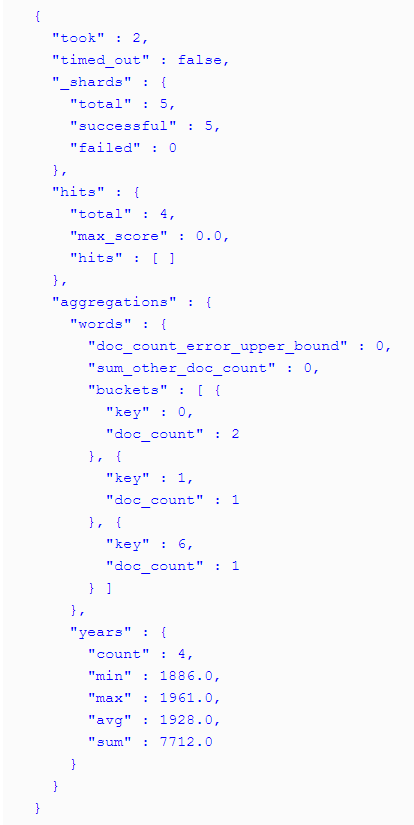 {
"took" : 2,
"timed_out" : false,
"_shards" : {
"total" : 5,
"successful" : 5,
"failed" : 0
},
"hits" : {
"total" : 4,
"max_score" : 0.0,
"hits" : [ ]
},
"aggregations" : {
"words" : {
"doc_count_error_upper_bound" : 0,
"sum_other_doc_count" : 0,
"buckets" : [ {
"key" : 0,
"doc_count" : 2
}, {
"key" : 1,
"doc_count" : 1
}, {
"key" : 6,
"doc_count" : 1
} ]
},
"years" : {
"count" : 4,
"min" : 1886.0,
"max" : 1961.0,
"avg" : 1928.0,
"sum" : 7712.0
}
}
}